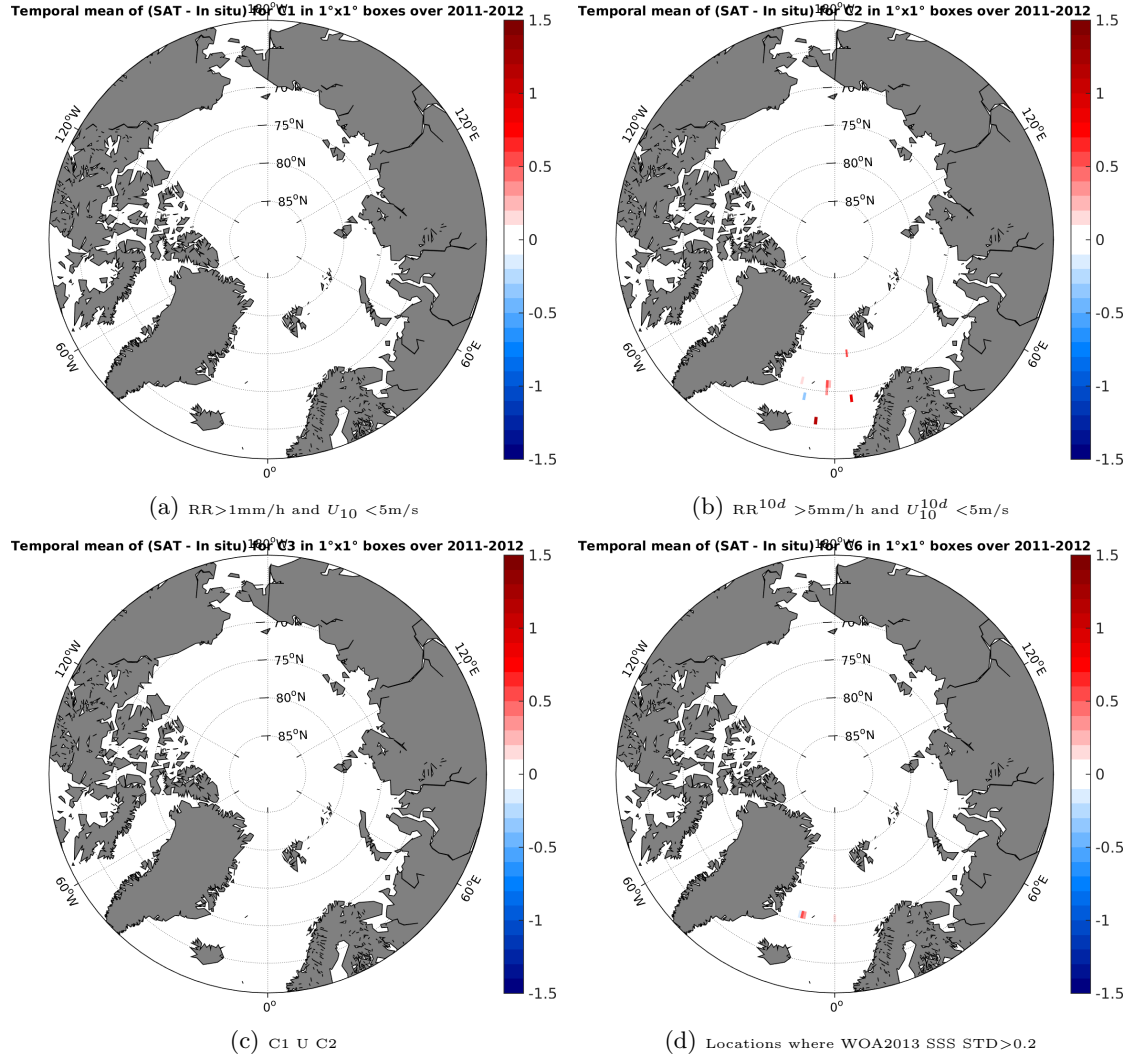 Temporal mean of (SAT - In situ) for C1 in 1°x1° boxes over 2011-2012
180°W
120°W
120°E
70
75°N
80°N
85°N
60°W
60°E
0°
1.5
1
0.5
0
-0.5
-1
-1.5
(a) RR>1mm/h and U₁₀ <5m/s
Temporal mean of (SAT - In situ) for C2 in 1°x1° boxes over 2011-2012
180°W
120°W
120°E
70
75°N
80°N
85°N
60°W
60°E
0°
1.5
1
0.5
0
-0.5
-1
-1.5
(b) RR¹⁰ᵈ >5mm/h and U₁₀¹⁰ᵈ <5m/s
Temporal mean of (SAT - In situ) for C3 in 1°x1° boxes over 2011-2012
180°W
120°W
120°E
70
75°N
80°N
85°N
60°W
60°E
0°
1.5
1
0.5
0
-0.5
-1
-1.5
(c) C1 U C2
Temporal mean of (SAT - In situ) for C6 in 1°x1° boxes over 2011-2012
180°W
120°W
120°E
70
75°N
80°N
85°N
60°W
60°E
0°
1.5
1
0.5
0
-0.5
-1
-1.5
(d) Locations where WOA2013 SSS STD>0.2